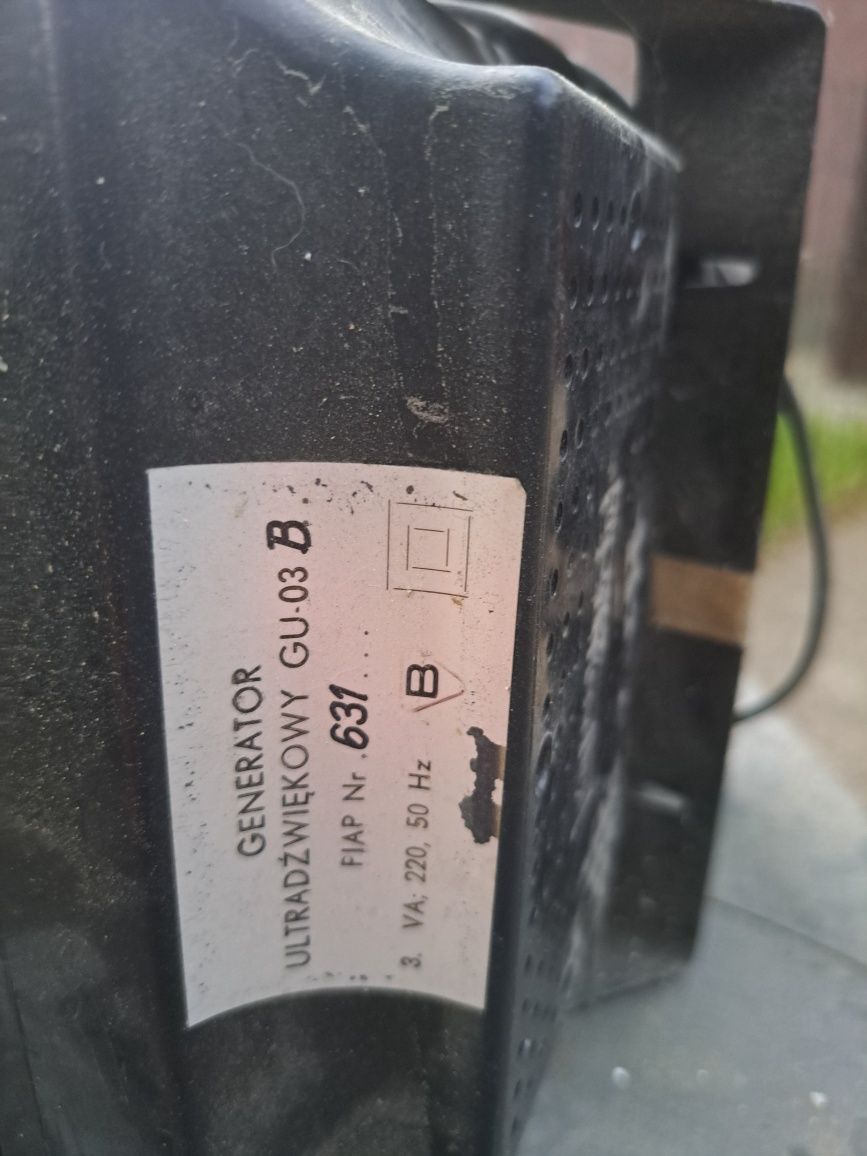 GENERATOR
ULTRADŹWIĘKOWY GU-03 B
FIAP Nr .631...
3. VA, 220, 50 Hz B